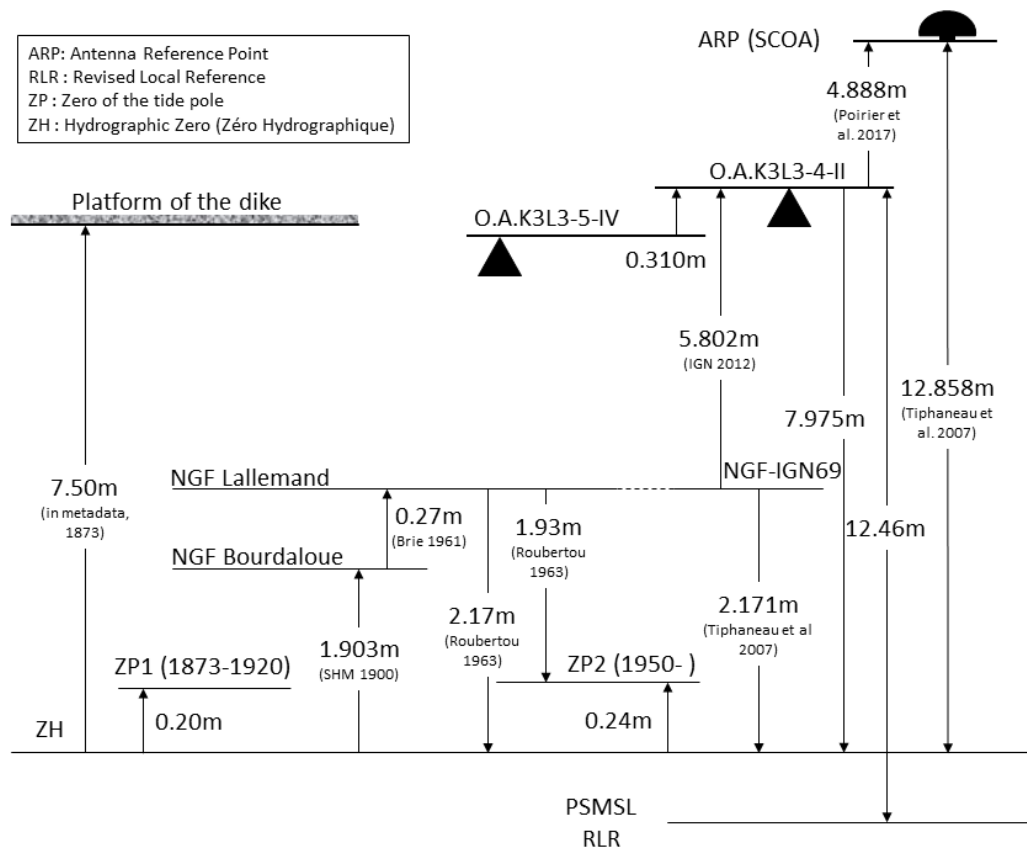 ARP: Antenna Reference Point
RLR : Revised Local Reference
ZP : Zero of the tide pole
ZH : Hydrographic Zero (Zéro Hydrographique)
ARP (SCOA)
4.888m
(Poirier et
al. 2017)
O.A.K3L3-4-II
Platform of the dike
O.A.K3L3-5-IV
0.310m
5.802m
(IGN 2012)
12.858m
(Tiphaneau et
al. 2007)
7.975m
7.50m
(in metadata,
1873)
NGF Lallemand
NGF-IGN69
0.27m
(Brie 1961)
1.93m
(Roubertou
1963)
12.46m
NGF Bourdaloue
1.903m
(SHM 1900)
2.17m
(Roubertou
1963)
2.171m
(Tiphaneau et al
2007)
ZP1 (1873-1920)
ZP2 (1950- )
0.20m
0.24m
ZH
PSMSL
RLR